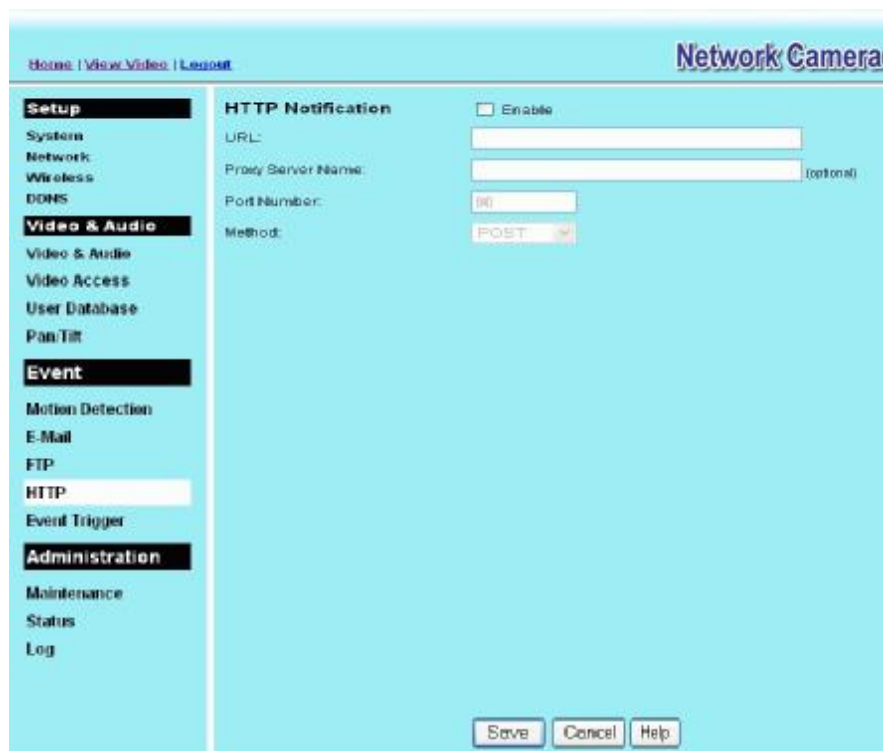 Home | View Video | Logout
Network Camera
Setup
System
Network
Wireless
DDNS
Video & Audio
Video & Audio
Video Access
User Database
Pan/Tilt
Event
Motion Detection
E-Mail
FTP
HTTP
Event Trigger
Administration
Maintenance
Status
Log
HTTP Notification
Enable
URL:
Proxy Server Name:
(optional)
Port Number:
Method:
POST
Save
Cancel
Help